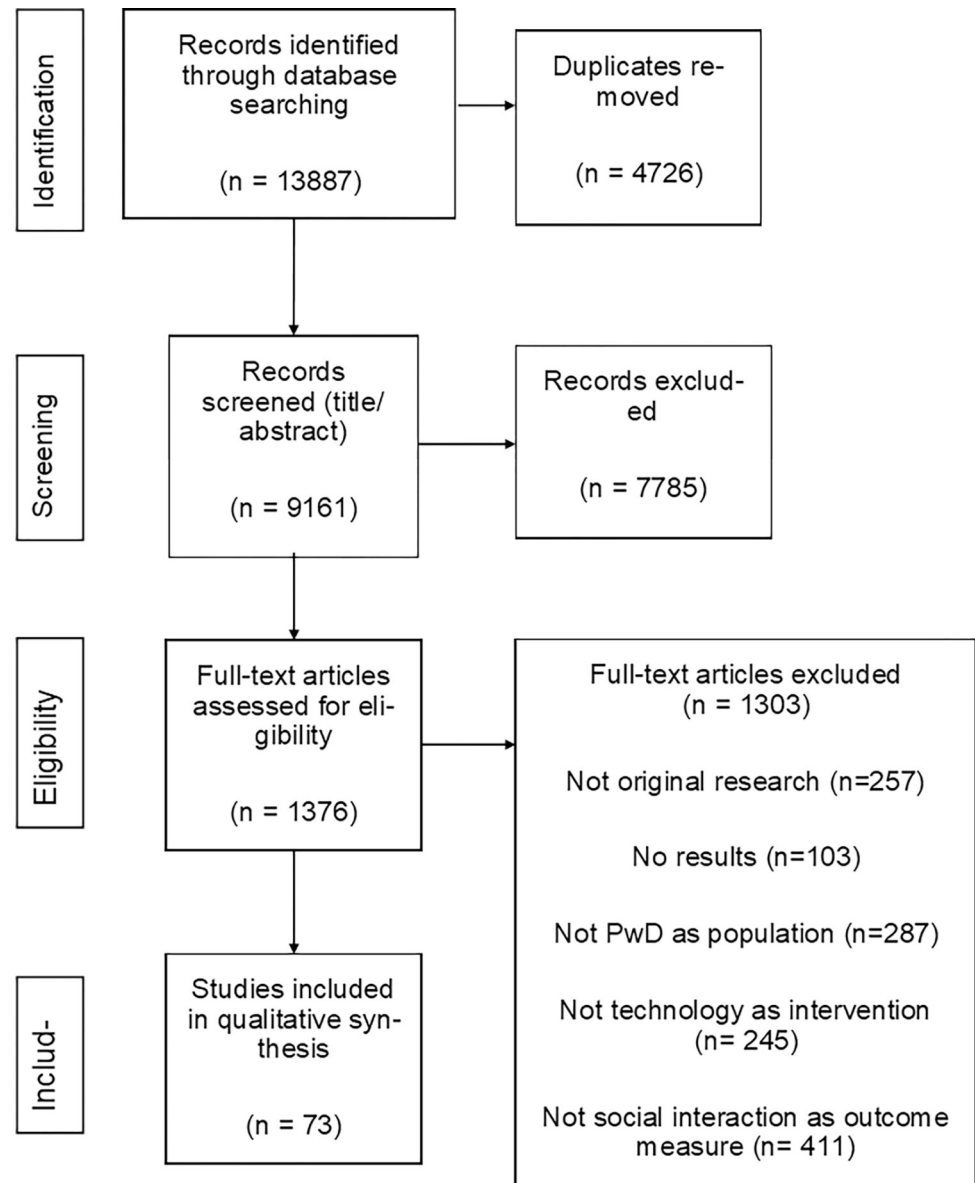 Identification
Records identified
through database
searching
(n = 13887)
Duplicates re-
moved
(n = 4726)
Screening
Records
screened (title/
abstract)
(n = 9161)
Records exclud-
ed
(n = 7785)
Eligibility
Full-text articles
assessed for eli-
gibility
(n = 1376)
Full-text articles excluded
(n = 1303)
Not original research (n=257)
No results (n=103)
Not PwD as population (n=287)
Not technology as intervention
(n= 245)
Not social interaction as outcome
measure (n= 411)
Includ-
Studies included
in qualitative syn-
thesis
(n = 73)